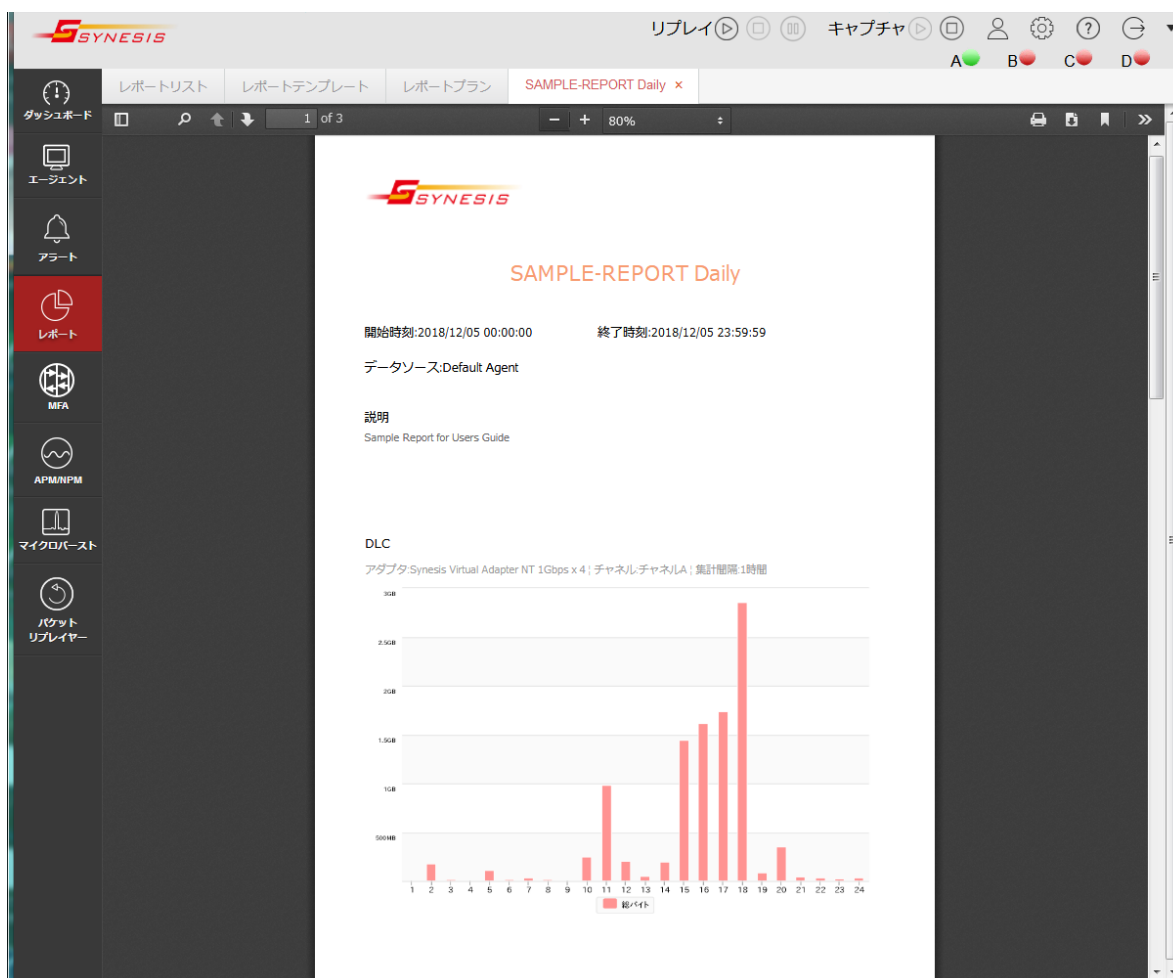 SYNESIS
リプレイ
キャプチャ
A
B
C
D
ダッシュボード
エージェント
アラート
レポート
MFA
APM/NPM
マイクロバースト
パケット
リプレイヤー
レポートリスト
レポートテンプレート
レポートプラン
SAMPLE-REPORT Daily ×
1 of 3
80%
SYNESIS
SAMPLE-REPORT Daily
開始時刻:2018/12/05 00:00:00
終了時刻:2018/12/05 23:59:59
データソース:Default Agent
説明
Sample Report for Users Guide
DLC
アダプタ:Synesis Virtual Adapter NT 1Gbps x 4 ¦ チャネル:チャネルA ¦ 集計間隔:1時間
3GB
2.5GB
2GB
1.5GB
1GB
500MB
1 2 3 4 5 6 7 8 9 10 11 12 13 14 15 16 17 18 19 20 21 22 23 24
総バイト